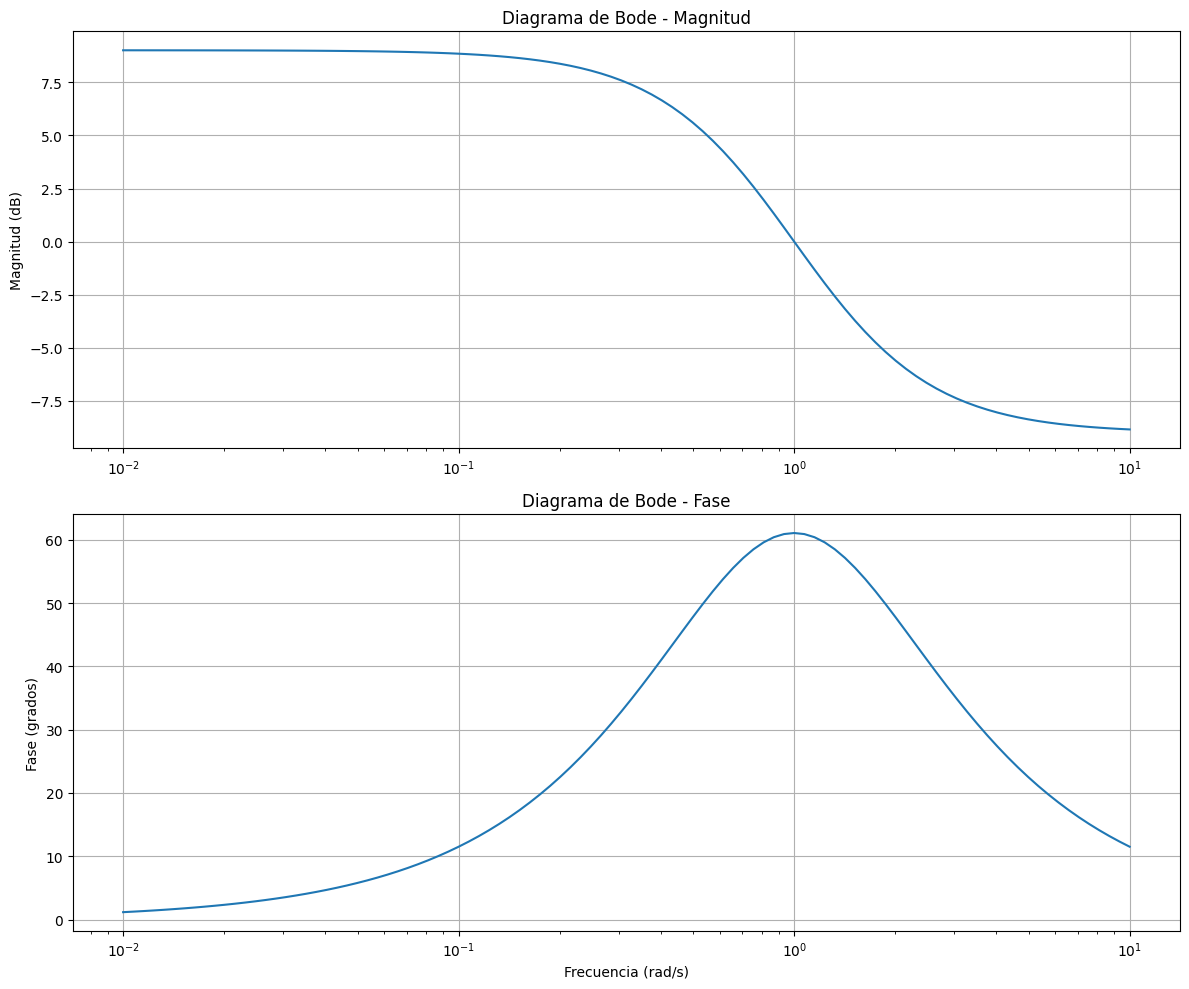 Diagrama de Bode - Magnitud
Magnitud (dB)
7.5
5.0
2.5
0.0
−2.5
−5.0
−7.5
10⁻² 10⁻¹ 10⁰ 10¹
Diagrama de Bode - Fase
Fase (grados)
60
50
40
30
20
10
0
10⁻² 10⁻¹ 10⁰ 10¹
Frecuencia (rad/s)